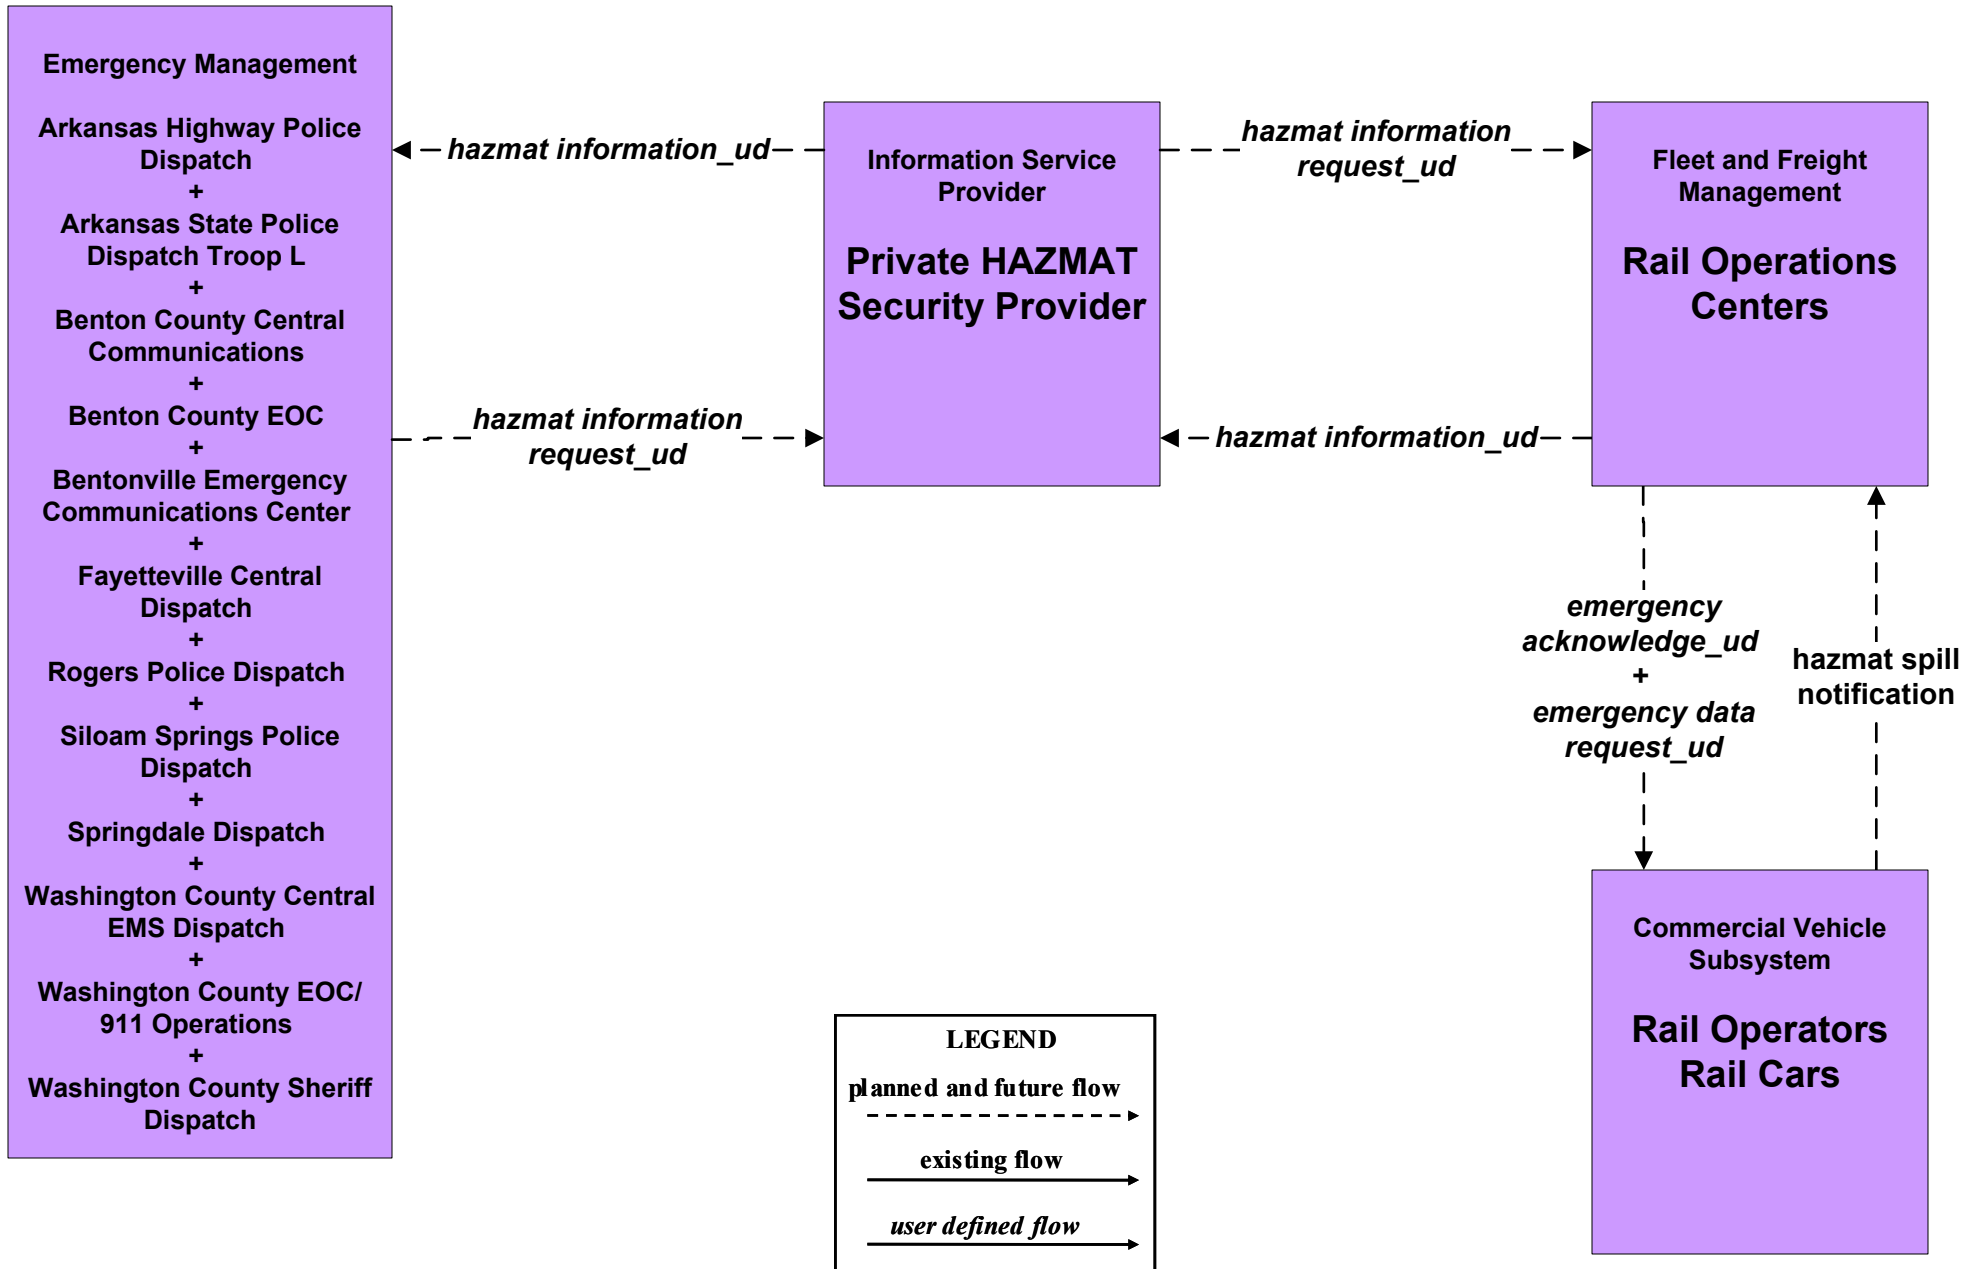 Emergency Management
Arkansas Highway Police
Dispatch
+
Arkansas State Police
Dispatch Troop L
+
Benton County Central
Communications
+
Benton County EOC
+
Bentonville Emergency
Communications Center
+
Fayetteville Central
Dispatch
+
Rogers Police Dispatch
+
Siloam Springs Police
Dispatch
+
Springdale Dispatch
+
Washington County Central
EMS Dispatch
+
Washington County EOC/
911 Operations
+
Washington County Sheriff
Dispatch
hazmat information_ud
hazmat information
request_ud
Information Service
Provider
Private HAZMAT
Security Provider
hazmat information
request_ud
hazmat information_ud
Fleet and Freight
Management
Rail Operations
Centers
emergency
acknowledge_ud
+
emergency data
request_ud
hazmat spill
notification
Commercial Vehicle
Subsystem
Rail Operators
Rail Cars
LEGEND
planned and future flow
existing flow
user defined flow